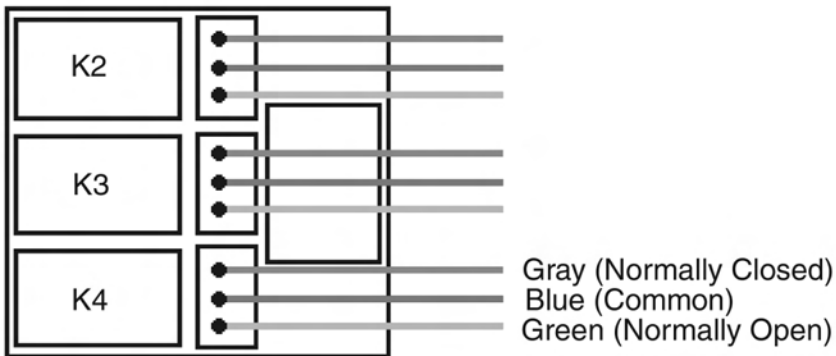 K2
K3
K4
Gray (Normally Closed)
Blue (Common)
Green (Normally Open)